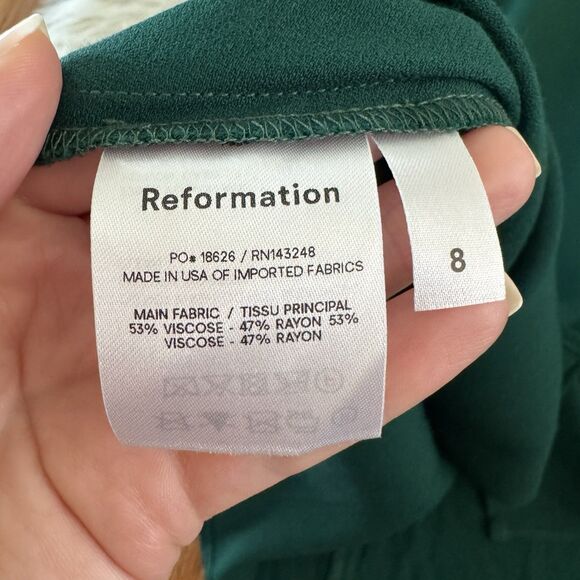 Reformation
PO# 18626 / RN143248
MADE IN USA OF IMPORTED FABRICS
MAIN FABRIC / TISSU PRINCIPAL
53% VISCOSE - 47% RAYON 53%
VISCOSE - 47% RAYON
8